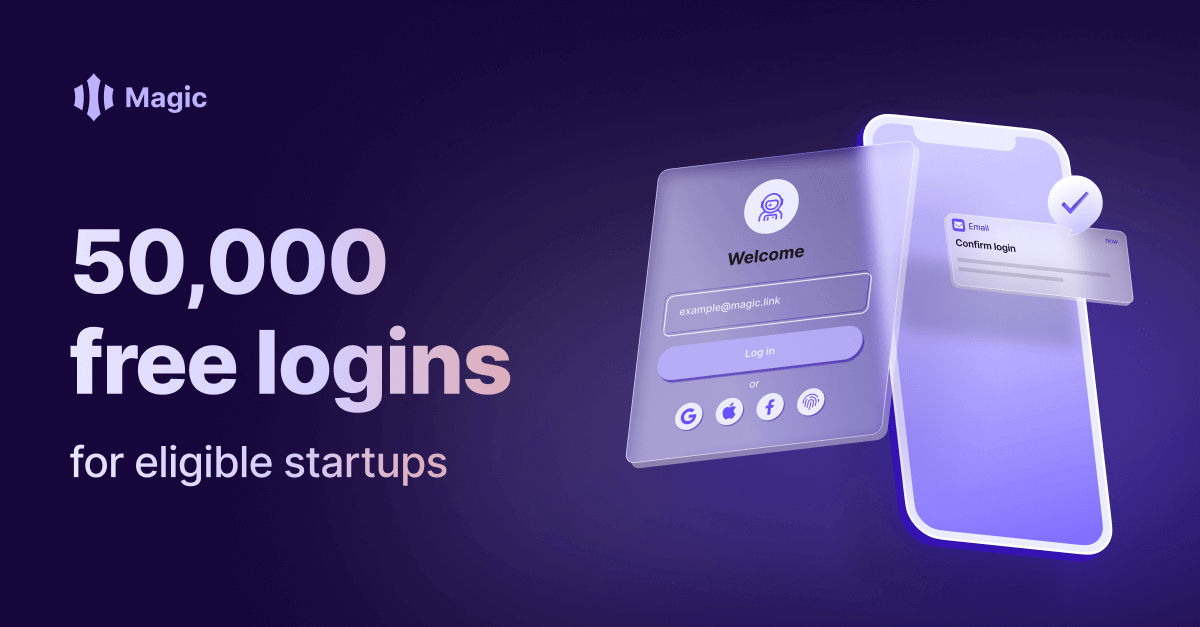 Magic
50,000
free logins
for eligible startups
Welcome
example@magic.link
Log in
or
Email
now
Confirm login